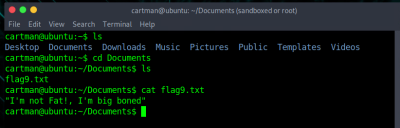 cartman@ubuntu: ~/Documents (sandboxed or root)
File Edit View Search Terminal Help
cartman@ubuntu:~$ ls
Desktop Documents Downloads Music Pictures Public Templates Videos
cartman@ubuntu:~$ cd Documents
cartman@ubuntu:~/Documents$ ls
flag9.txt
cartman@ubuntu:~/Documents$ cat flag9.txt
"I'm not Fat!, I'm big boned"
cartman@ubuntu:~/Documents$